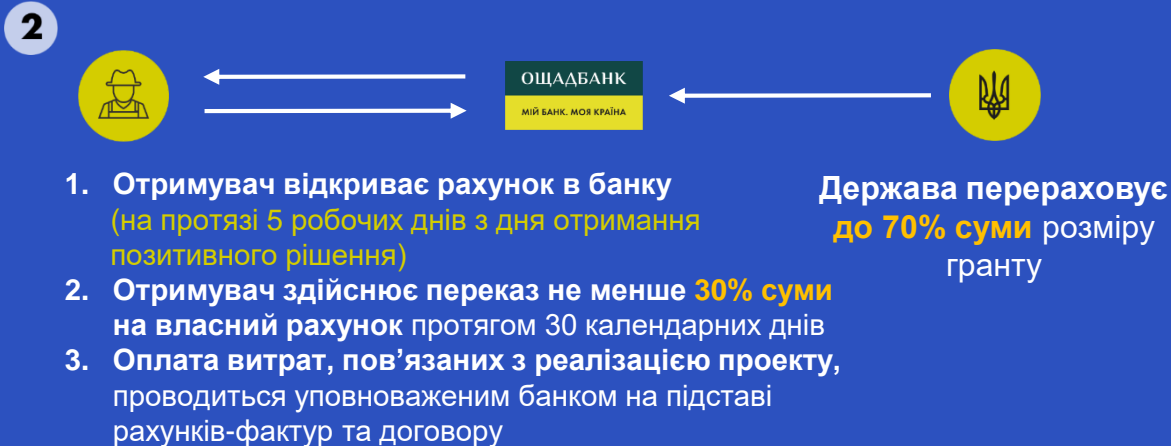 2
ОЩАДБАНК
МІЙ БАНК. МОЯ КРАЇНА
1. Отримувач відкриває рахунок в банку
(на протязі 5 робочих днів з дня отримання
позитивного рішення)
2. Отримувач здійснює переказ не менше 30% суми
на власний рахунок протягом 30 календарних днів
3. Оплата витрат, пов’язаних з реалізацією проекту,
проводиться уповноваженим банком на підставі
рахунків-фактур та договору
Держава перераховує
до 70% суми розміру
гранту